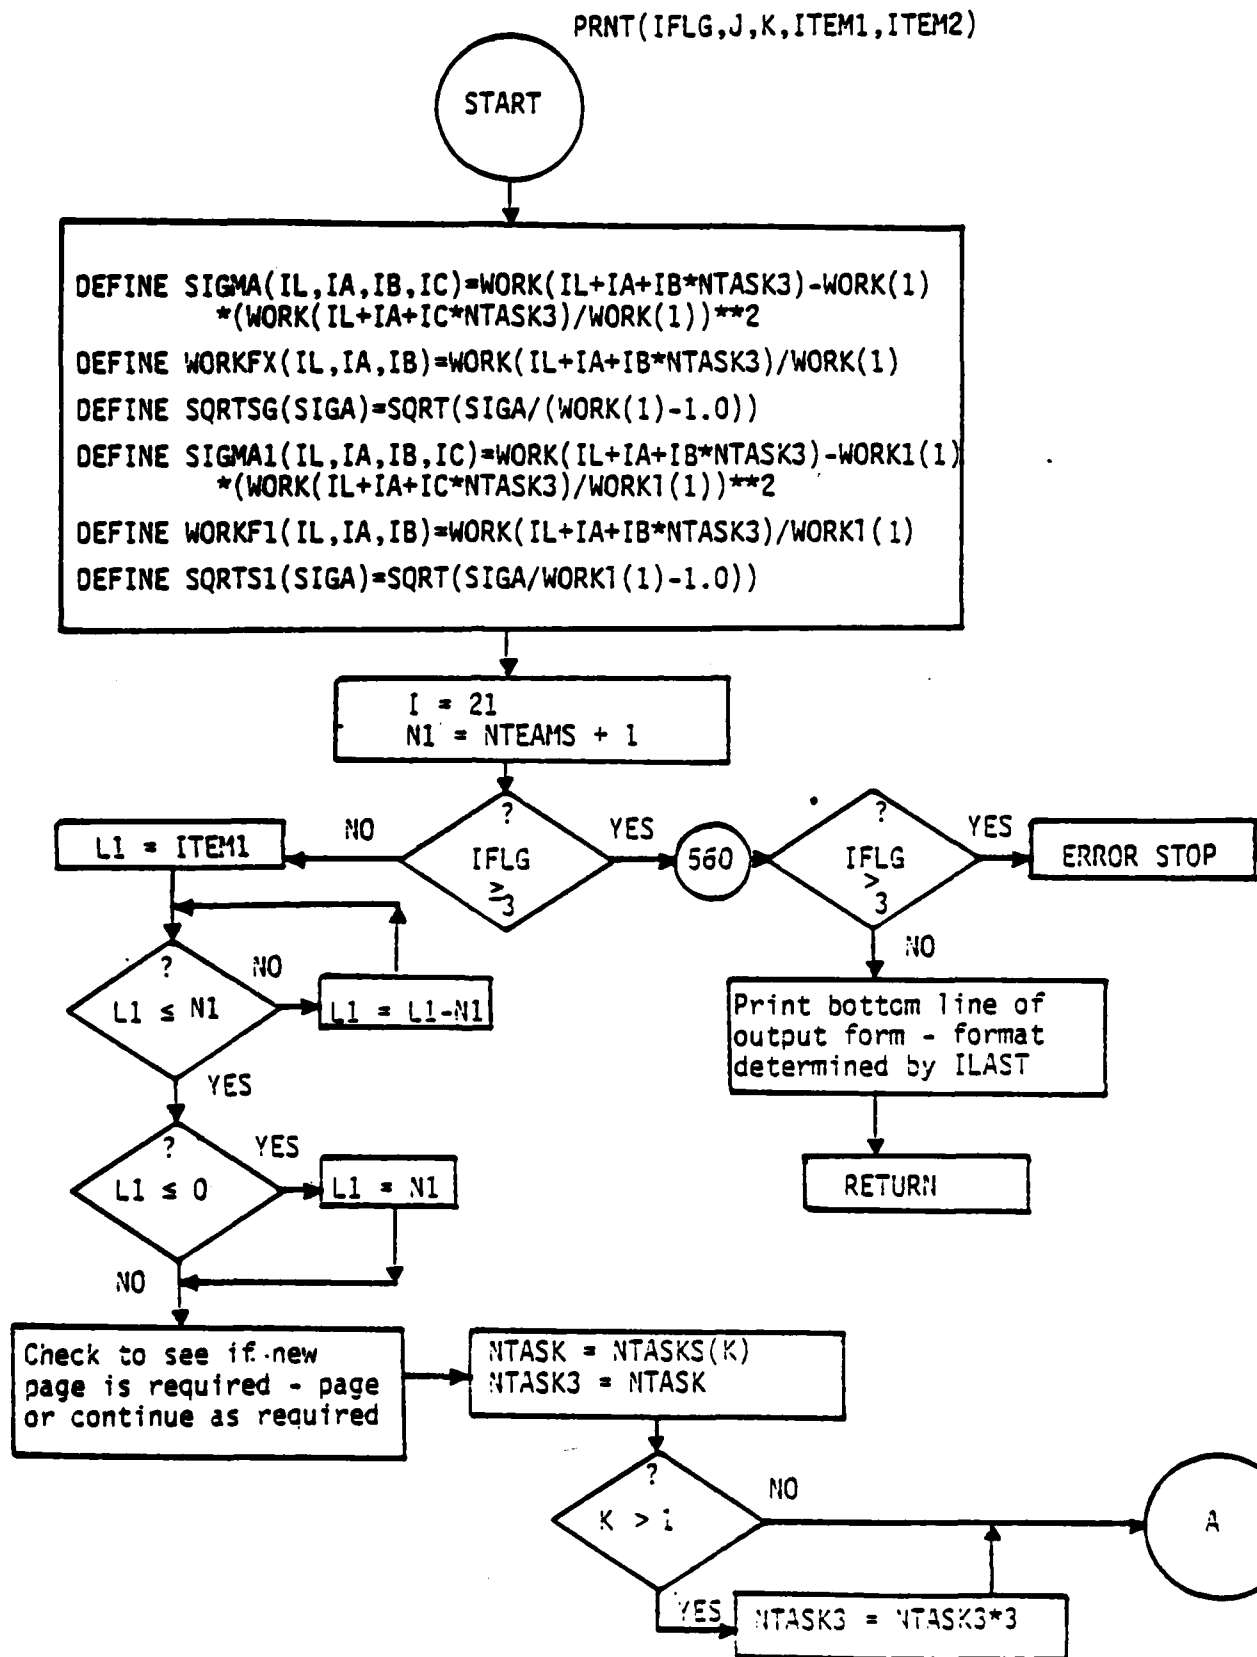 PRNT(IFLG,J,K,ITEM1,ITEM2)
START
DEFINE SIGMA(IL,IA,IB,IC)=WORK(IL+IA+IB*NTASK3)-WORK(1)
*(WORK(IL+IA+IC*NTASK3)/WORK(1))**2
DEFINE WORKFX(IL,IA,IB)=WORK(IL+IA+IB*NTASK3)/WORK(1)
DEFINE SQRTSG(SIGA)=SQRT(SIGA/(WORK(1)-1.0))
DEFINE SIGMA1(IL,IA,IB,IC)=WORK(IL+IA+IB*NTASK3)-WORK1(1)
*(WORK(IL+IA+IC*NTASK3)/WORK1(1))**2
DEFINE WORKF1(IL,IA,IB)=WORK(IL+IA+IB*NTASK3)/WORK1(1)
DEFINE SQRTS1(SIGA)=SQRT(SIGA/WORK1(1)-1.0))
I = 21
N1 = NTEAMS + 1
?
IFLG
≥
3
NO
YES
L1 = ITEM1
560
?
IFLG
>
3
YES
ERROR STOP
NO
Print bottom line of
output form - format
determined by ILAST
RETURN
?
L1 ≤ N1
NO
L1 = L1-N1
YES
?
L1 ≤ 0
YES
L1 = N1
NO
Check to see if new
page is required - page
or continue as required
NTASK = NTASKS(K)
NTASK3 = NTASK
?
K > 1
NO
A
YES
NTASK3 = NTASK3*3